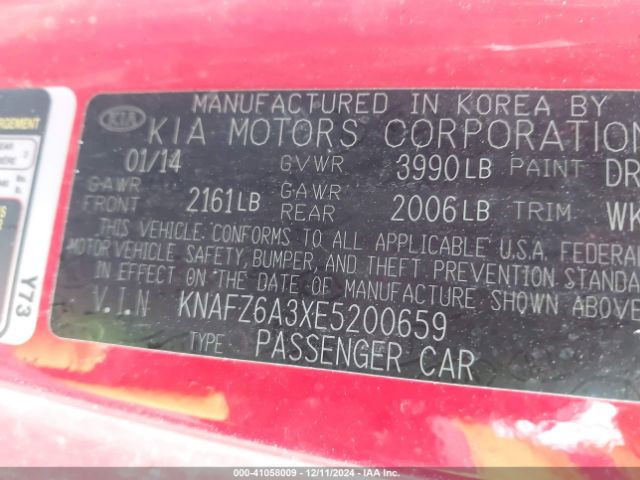 MANUFACTURED IN KOREA BY
KIA KIA MOTORS CORPORATION
01/14 GVWR 3990LB PAINT DR
GAWR FRONT 2161LB GAWR REAR 2006LB TRIM WK
THIS VEHICLE CONFORMS TO ALL APPLICABLE U.S.A. FEDERAL
MOTOR VEHICLE SAFETY, BUMPER AND THEFT PREVENTION STANDA
IN EFFECT ON THE DATE OF MANUFACTURE SHOWN ABOVE
V.I.N KNAFZ6A3XE5200659
TYPE PASSENGER CAR
ARGEMENT
Y73
000-41058009 • 12/11/2024 • IAA Inc.